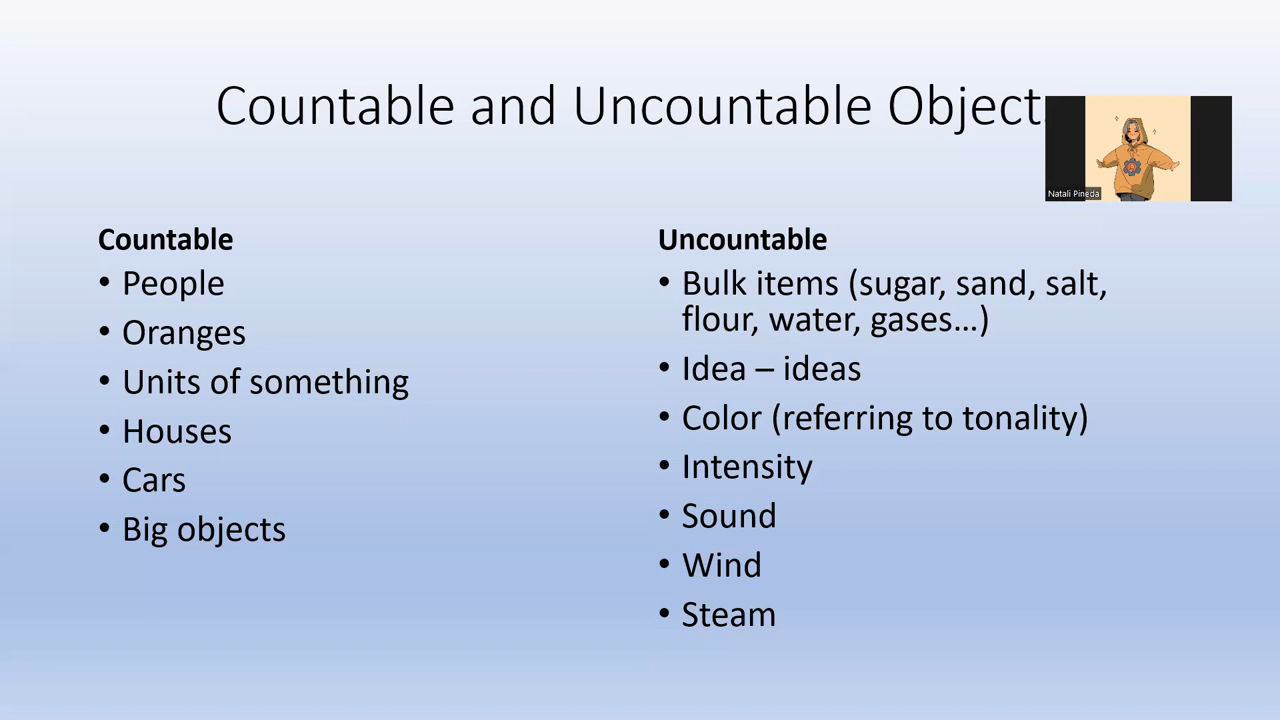 Countable and Uncountable Object
Natali Pineda
Countable
• People
• Oranges
• Units of something
• Houses
• Cars
• Big objects
Uncountable
• Bulk items (sugar, sand, salt,
flour, water, gases…)
• Idea – ideas
• Color (referring to tonality)
• Intensity
• Sound
• Wind
• Steam